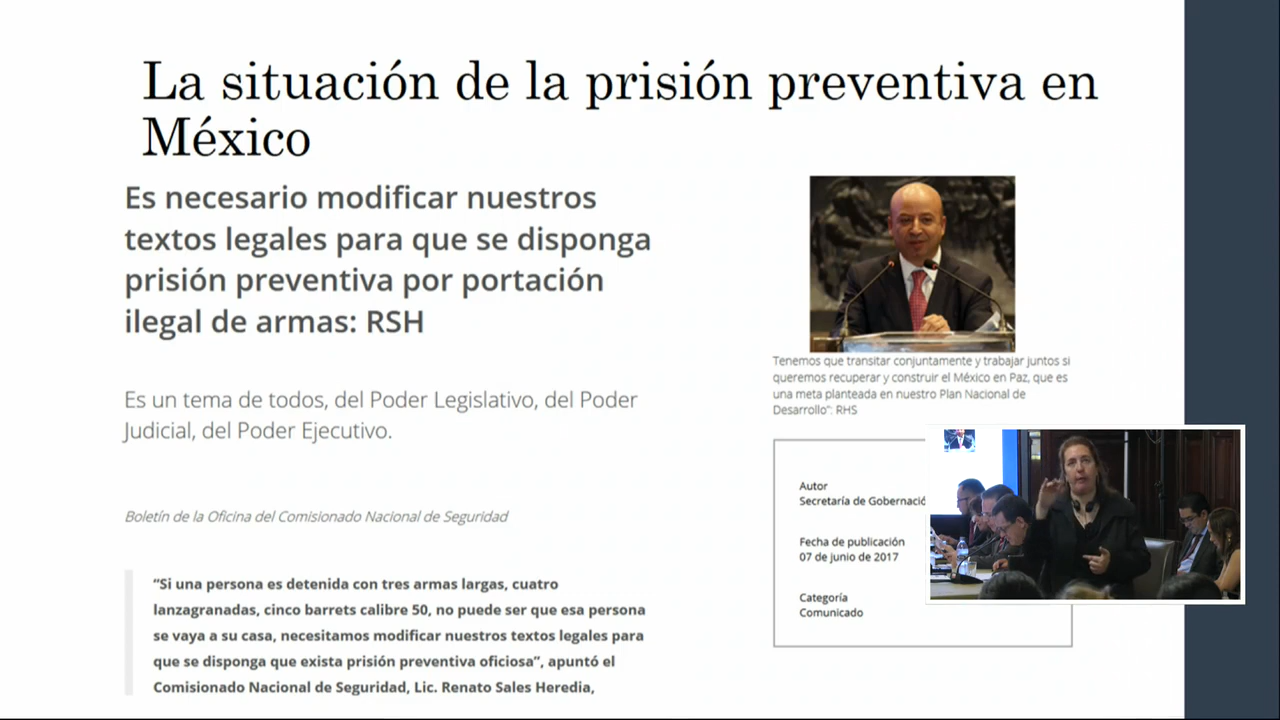 La situación de la prisión preventiva en
México
Es necesario modificar nuestros
textos legales para que se disponga
prisión preventiva por portación
ilegal de armas: RSH
Es un tema de todos, del Poder Legislativo, del Poder
Judicial, del Poder Ejecutivo.
Boletín de la Oficina del Comisionado Nacional de Seguridad
“Si una persona es detenida con tres armas largas, cuatro
lanzagranadas, cinco barrets calibre 50, no puede ser que esa persona
se vaya a su casa, necesitamos modificar nuestros textos legales para
que se disponga que exista prisión preventiva oficiosa”, apuntó el
Comisionado Nacional de Seguridad, Lic. Renato Sales Heredia,
Tenemos que transitar conjuntamente y trabajar juntos si
queremos recuperar y construir el México en Paz, que es
una meta planteada en nuestro Plan Nacional de
Desarrollo”: RHS
Autor
Secretaría de Gobernació
Fecha de publicación
07 de junio de 2017
Categoría
Comunicado